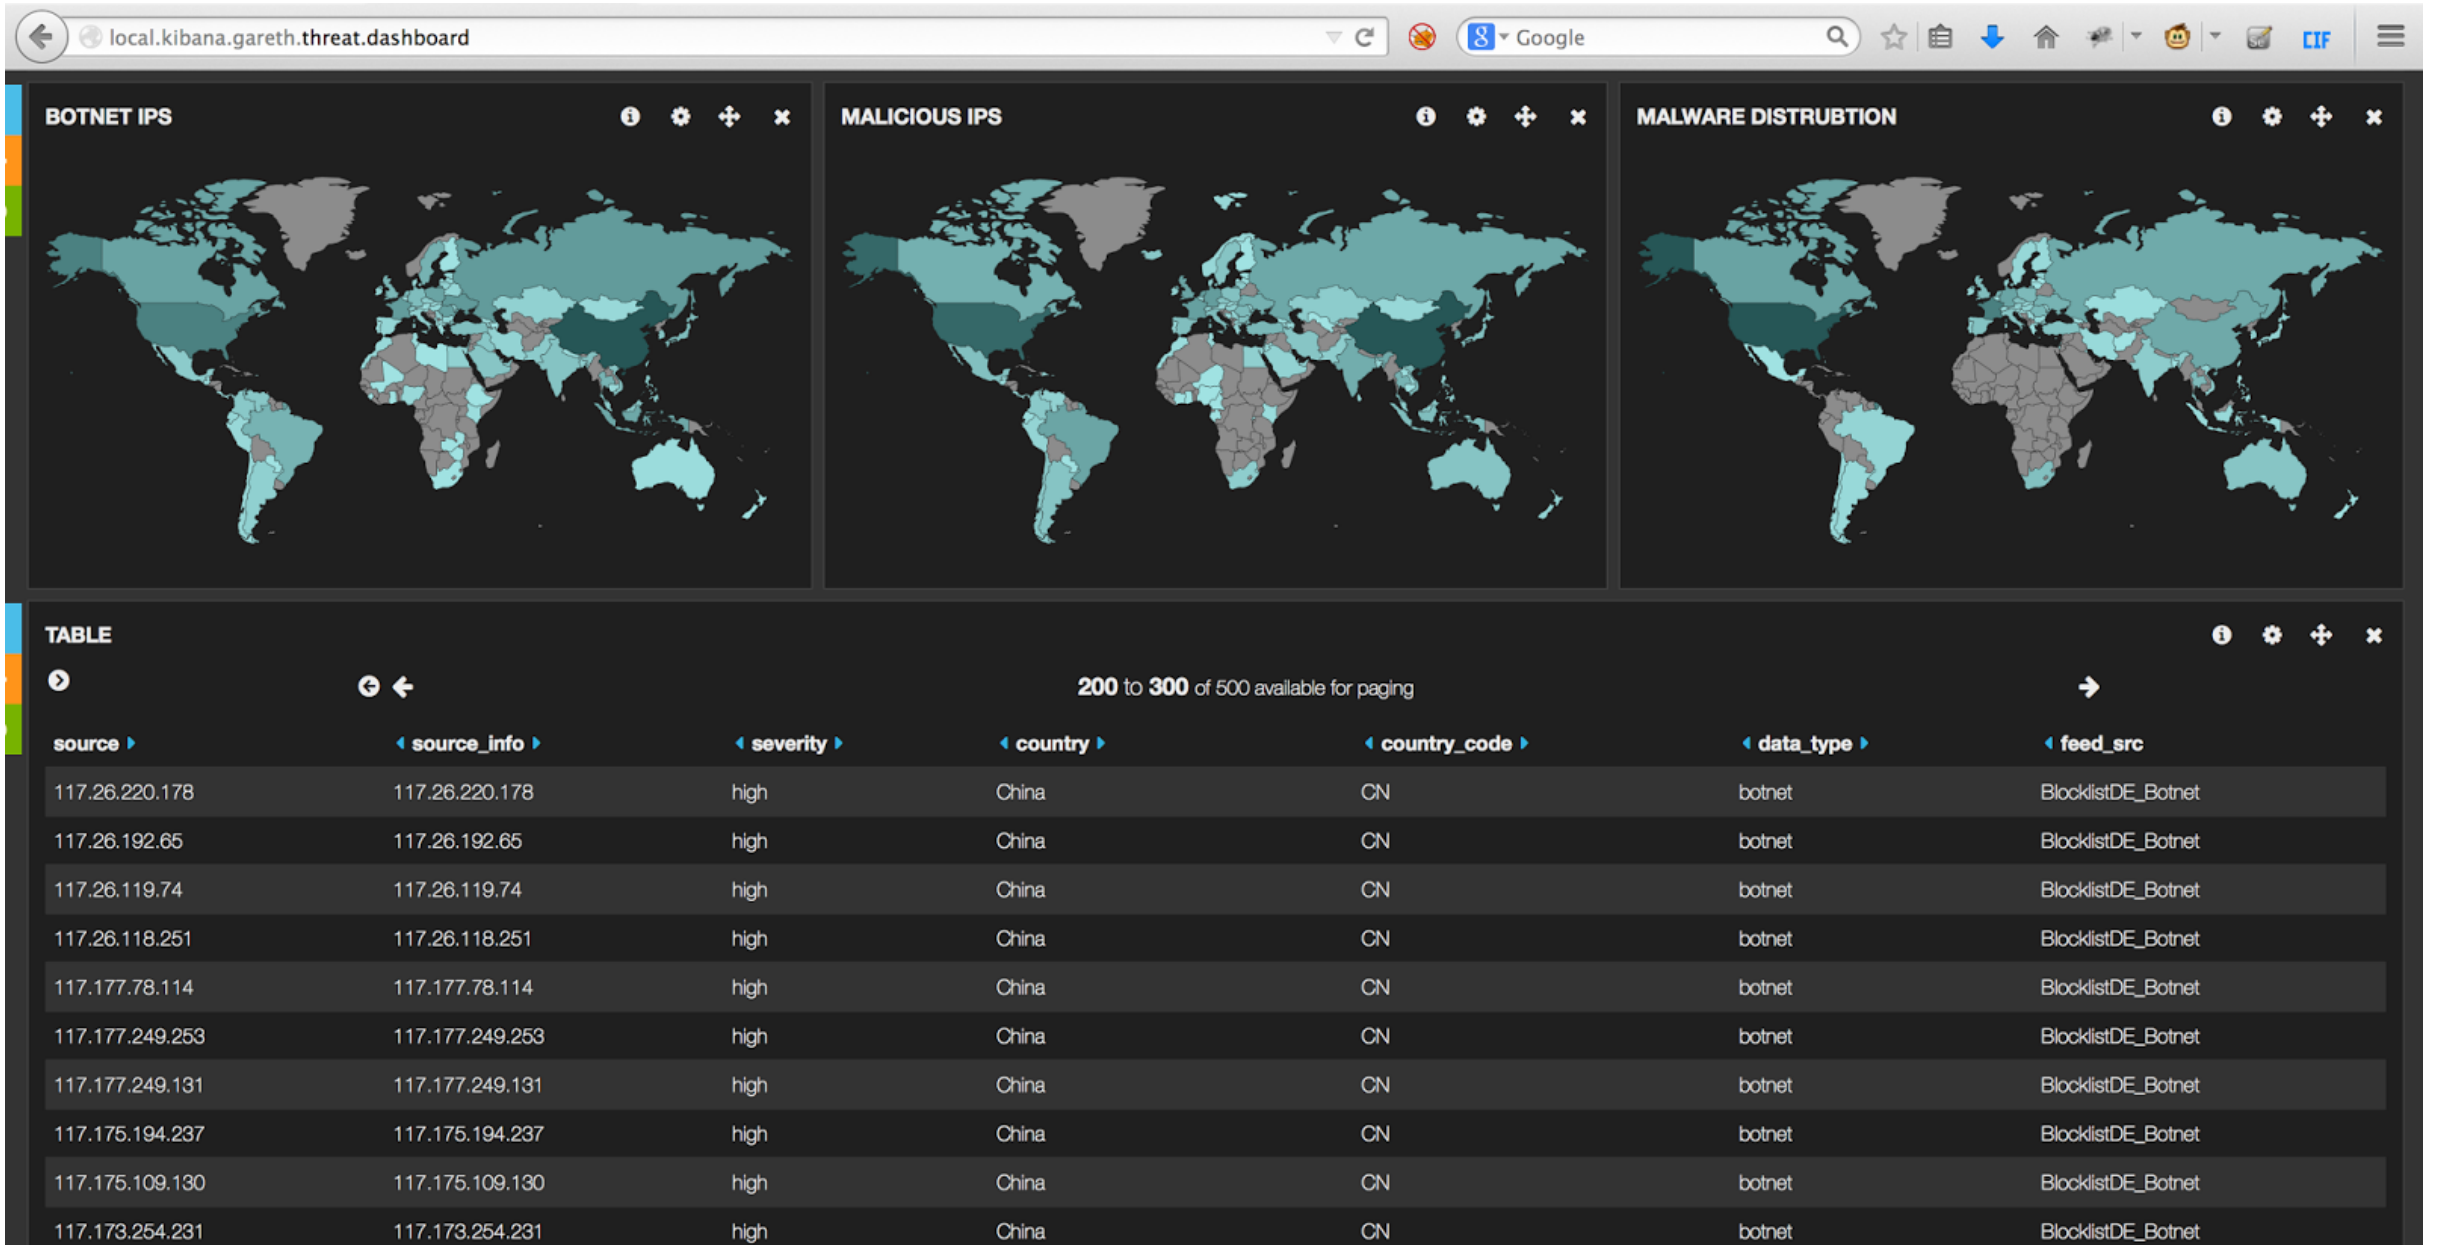 local.kibana.gareth.threat.dashboard
8 Google
CIF
BOTNET IPS
MALICIOUS IPS
MALWARE DISTRUBTION
TABLE
200 to 300 of 500 available for paging
source source_info severity country country_code data_type feed_src
117.26.220.178 117.26.220.178 high China CN botnet BlocklistDE_Botnet
117.26.192.65 117.26.192.65 high China CN botnet BlocklistDE_Botnet
117.26.119.74 117.26.119.74 high China CN botnet BlocklistDE_Botnet
117.26.118.251 117.26.118.251 high China CN botnet BlocklistDE_Botnet
117.177.78.114 117.177.78.114 high China CN botnet BlocklistDE_Botnet
117.177.249.253 117.177.249.253 high China CN botnet BlocklistDE_Botnet
117.177.249.131 117.177.249.131 high China CN botnet BlocklistDE_Botnet
117.175.194.237 117.175.194.237 high China CN botnet BlocklistDE_Botnet
117.175.109.130 117.175.109.130 high China CN botnet BlocklistDE_Botnet
117.173.254.231 117.173.254.231 high China CN botnet BlocklistDE_Botnet